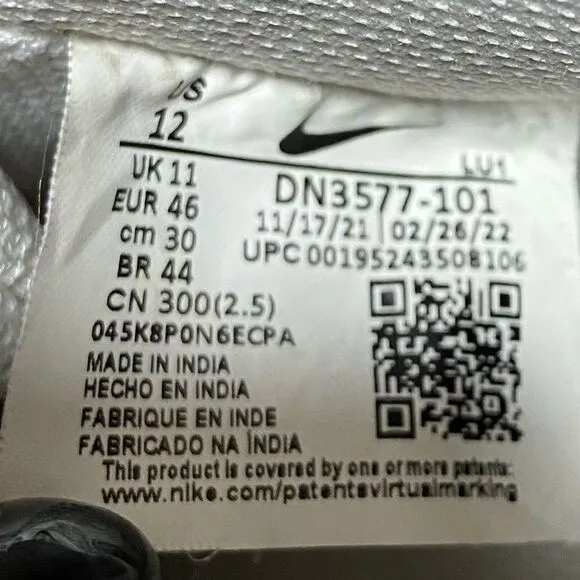 US
12
LU1
UK 11
EUR 46
cm 30
BR 44
CN 300(2.5)
DN3577-101
11/17/21 | 02/26/22
UPC 00195243508106
045K8P0N6ECPA
MADE IN INDIA
HECHO EN INDIA
FABRIQUE EN INDE
FABRICADO NA ÍNDIA
This product is covered by one or more patents:
www.nike.com/patentsvirtualmarking